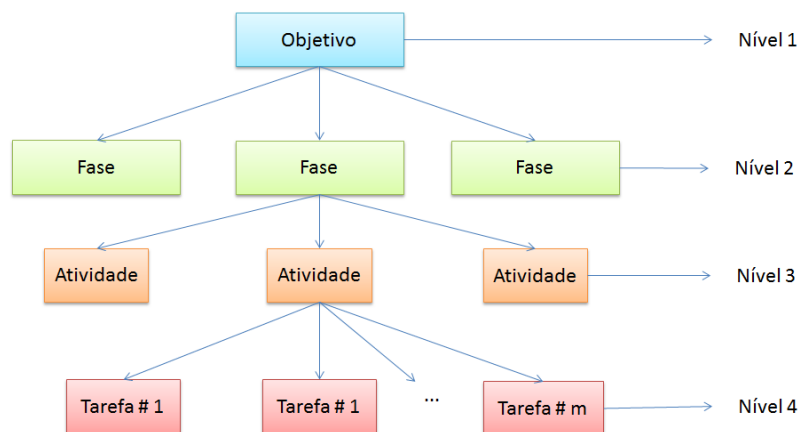 Objetivo
Nível 1
Fase
Fase
Fase
Nível 2
Atividade
Atividade
Atividade
Nível 3
Tarefa # 1
Tarefa # 1
...
Tarefa # m
Nível 4